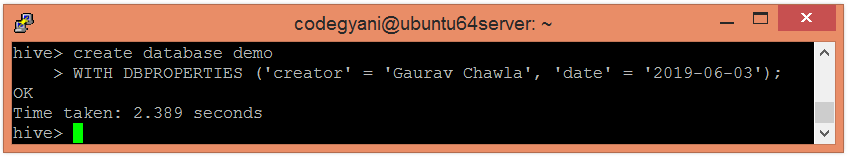 codegyani@ubuntu64server: ~
hive> create database demo
    > WITH DBPROPERTIES ('creator' = 'Gaurav Chawla', 'date' = '2019-06-03');
OK
Time taken: 2.389 seconds
hive>